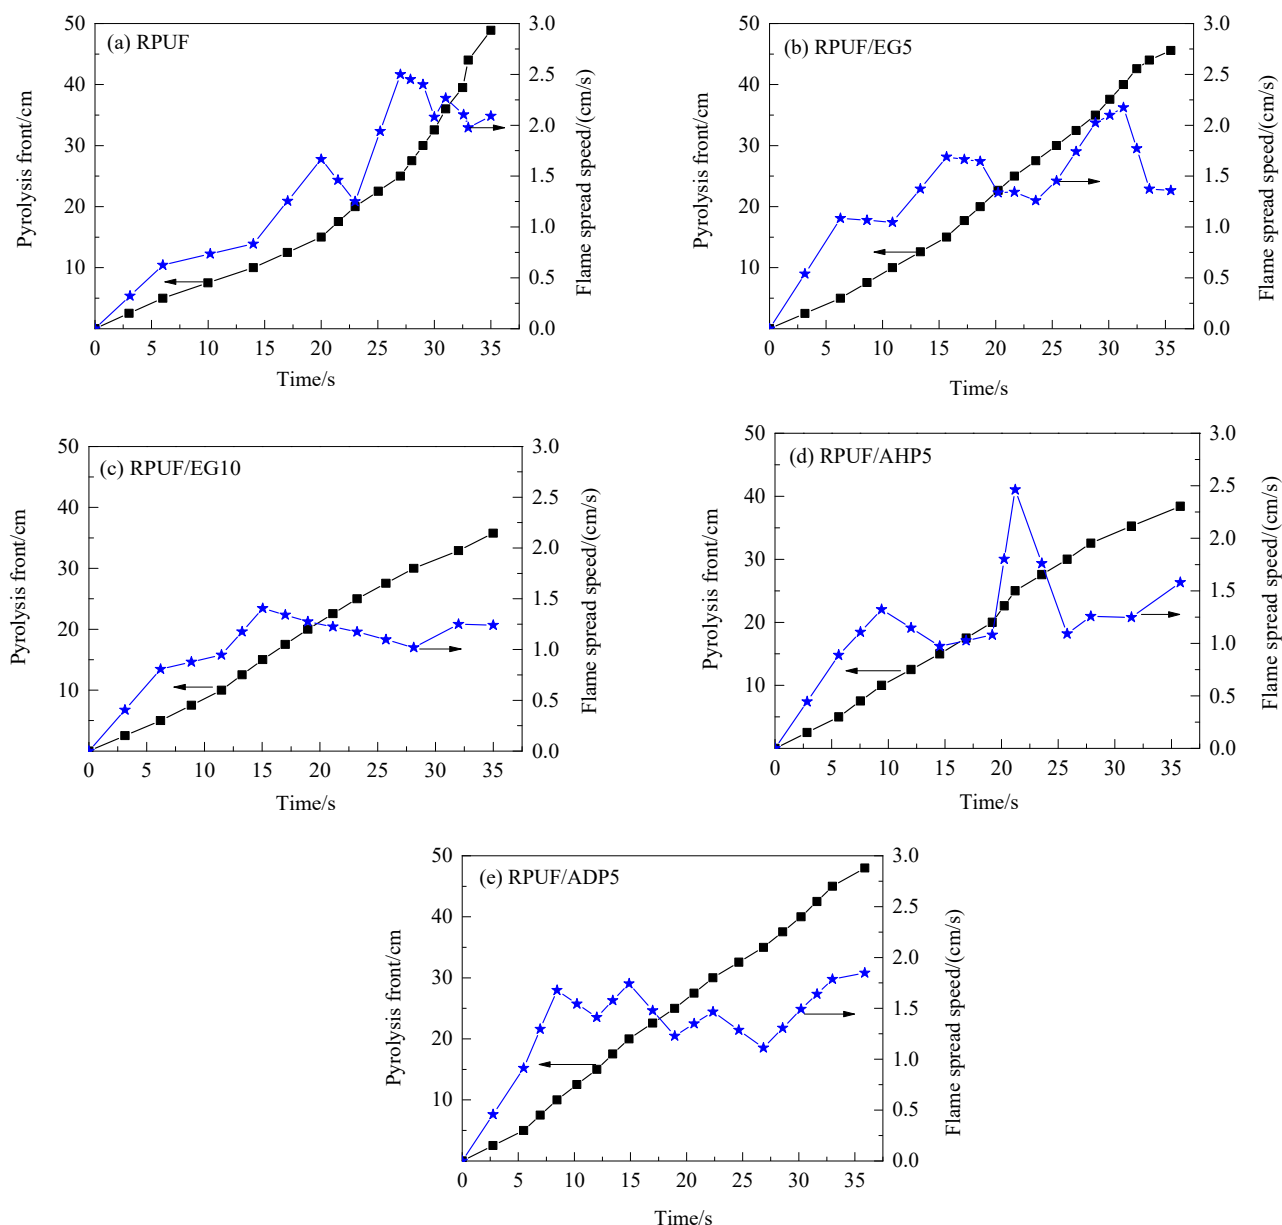 (a) RPUF
Pyrolysis front/cm
50
40
30
20
10
3.0
2.5
2.0
1.5
1.0
0.5
0.0
Flame spread speed/(cm/s)
0 5 10 15 20 25 30 35
Time/s
(b) RPUF/EG5
Pyrolysis front/cm
50
40
30
20
10
3.0
2.5
2.0
1.5
1.0
0.5
0.0
Flame spread speed/(cm/s)
0 5 10 15 20 25 30 35
Time/s
(c) RPUF/EG10
Pyrolysis front/cm
50
40
30
20
10
3.0
2.5
2.0
1.5
1.0
0.5
0.0
Flame spread speed/(cm/s)
0 5 10 15 20 25 30 35
Time/s
(d) RPUF/AHP5
Pyrolysis front/cm
50
40
30
20
10
3.0
2.5
2.0
1.5
1.0
0.5
0.0
Flame spread speed/(cm/s)
0 5 10 15 20 25 30 35
Time/s
(e) RPUF/ADP5
Pyrolysis front/cm
50
40
30
20
10
3.0
2.5
2.0
1.5
1.0
0.5
0.0
Flame spread speed/(cm/s)
0 5 10 15 20 25 30 35
Time/s